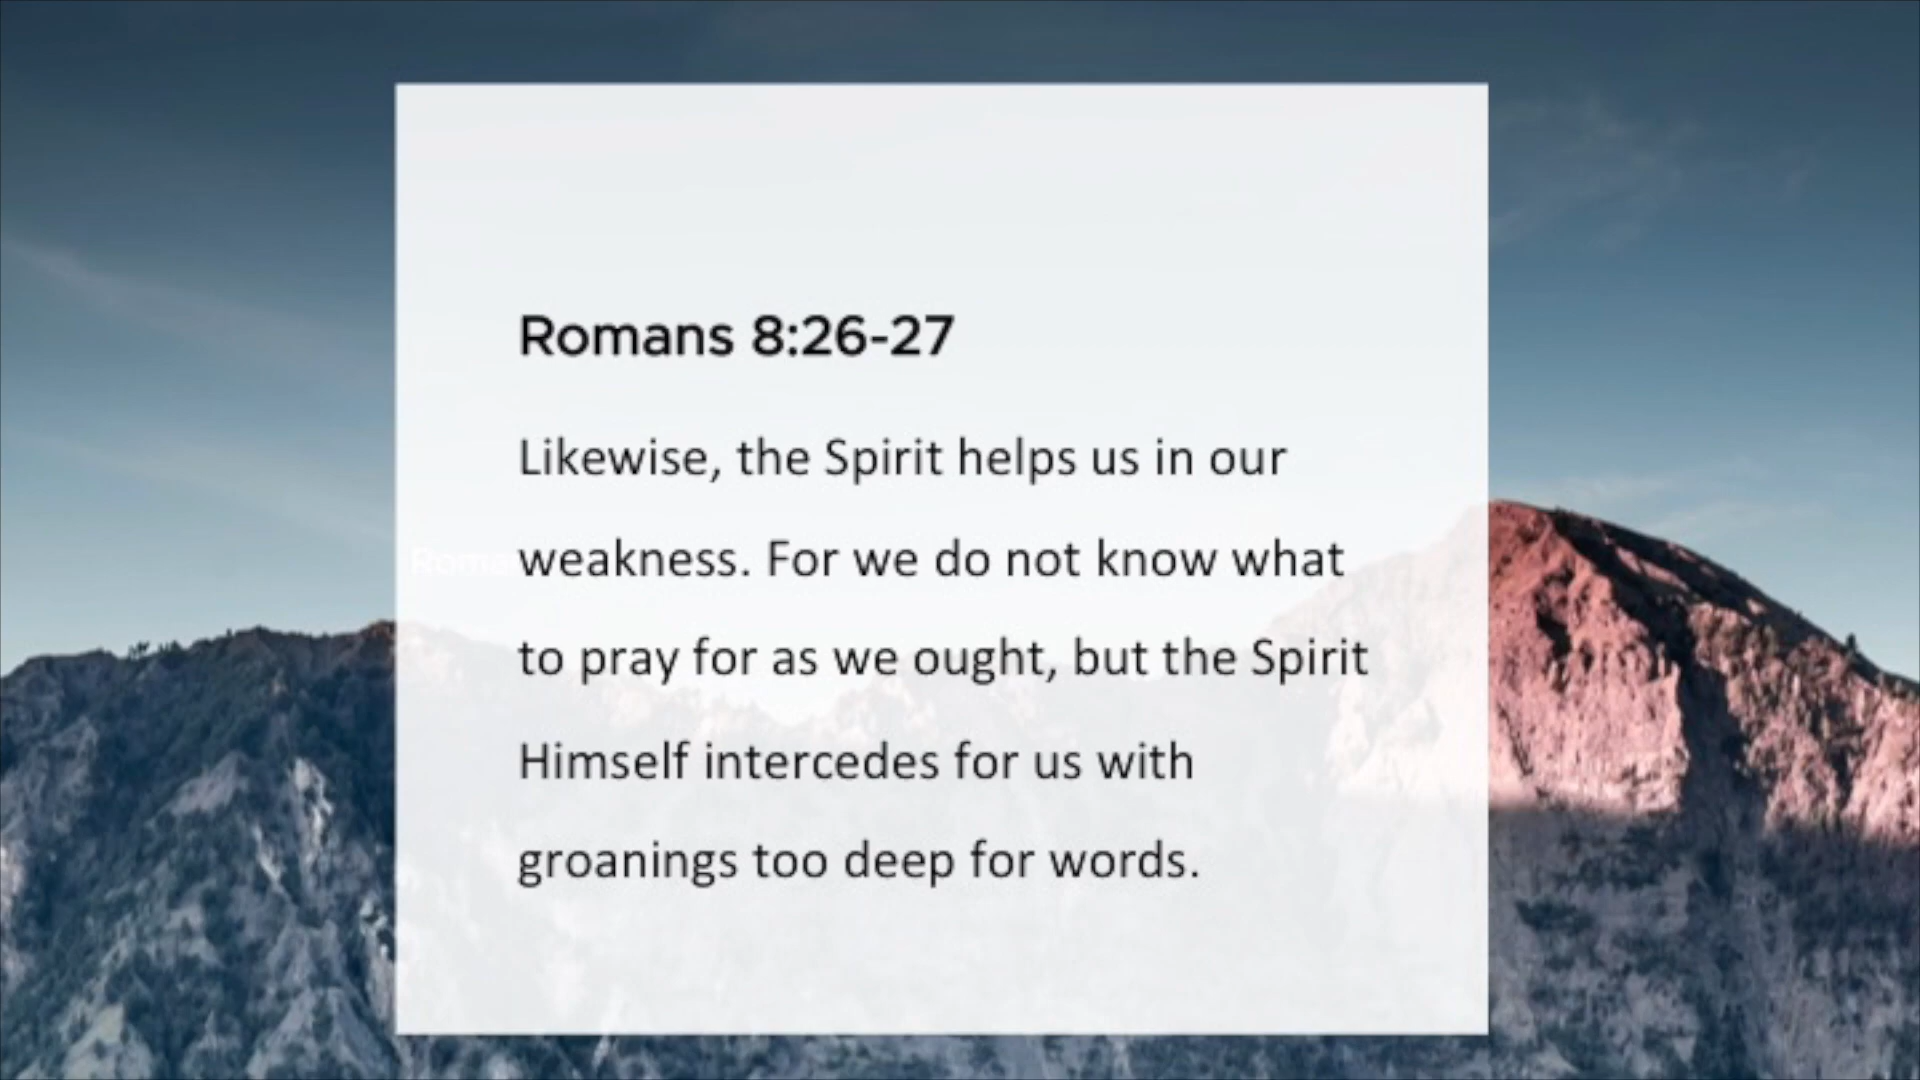 Romans 8:26-27
Likewise, the Spirit helps us in our
weakness. For we do not know what
to pray for as we ought, but the Spirit
Himself intercedes for us with
groanings too deep for words.